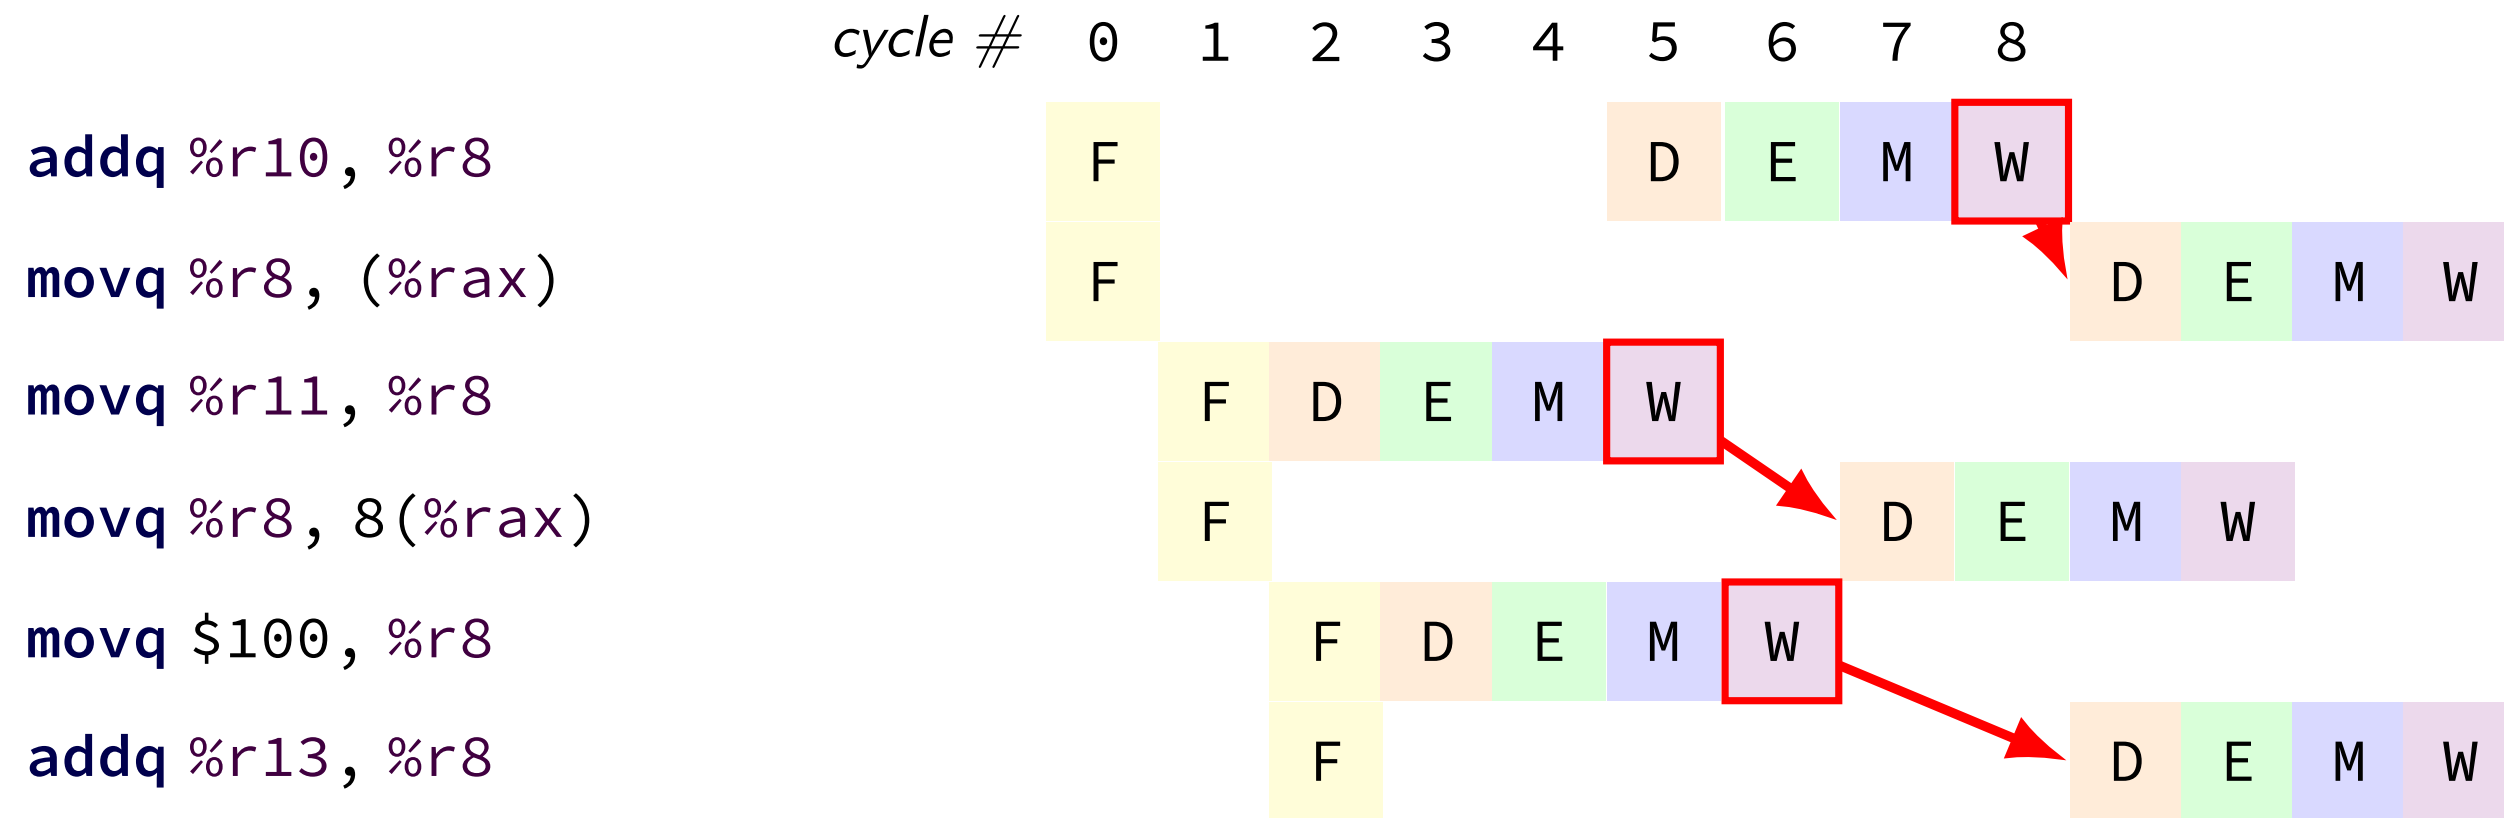 cycle # 0 1 2 3 4 5 6 7 8
addq %r10, %r8 F D E M W
movq %r8, (%rax) F D E M W
movq %r11, %r8 F D E M W
movq %r8, 8(%rax) F D E M W
movq $100, %r8 F D E M W
addq %r13, %r8 F D E M W